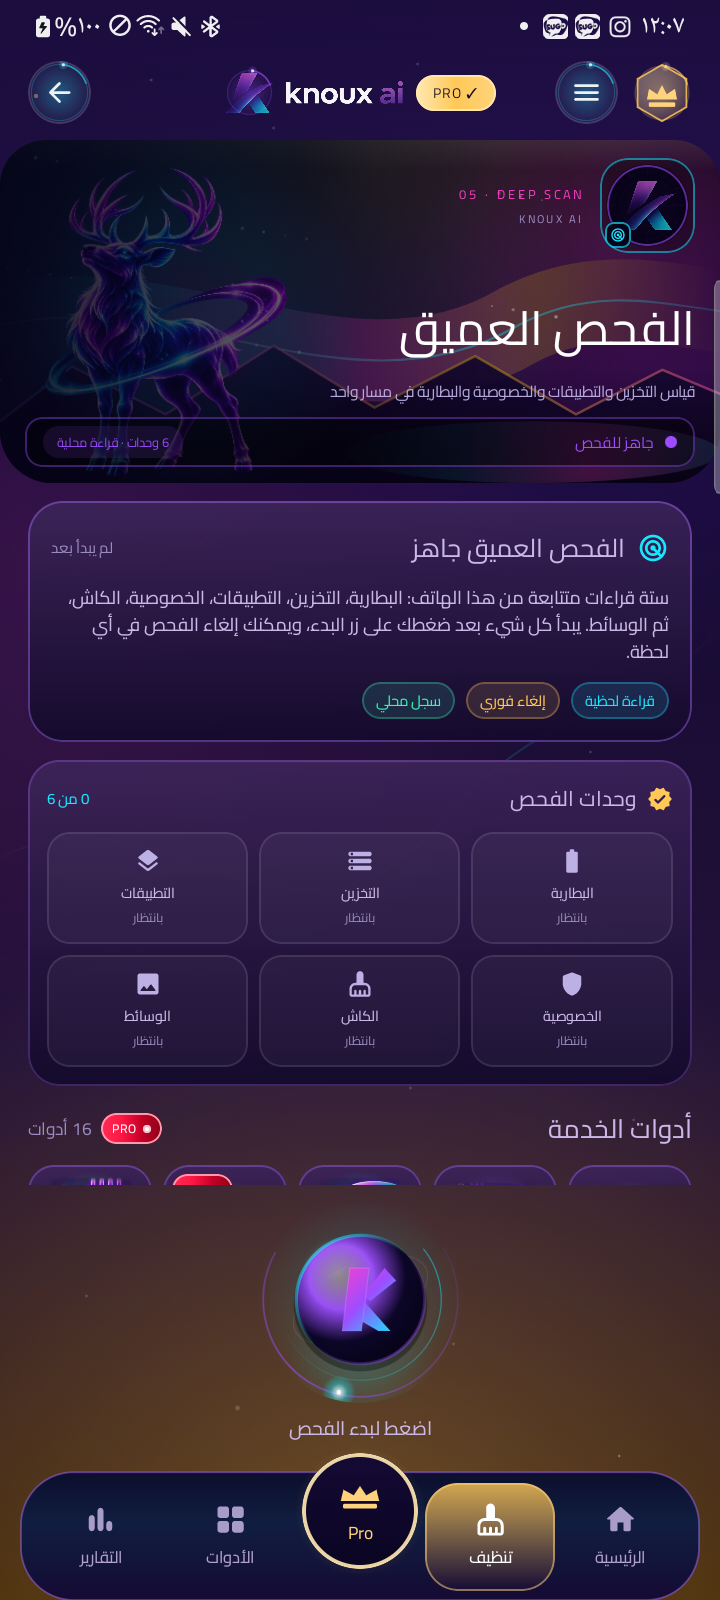 ١٢:٠٧
%١٠٠
knoux ai
PRO ✓
05 · DEEP SCAN
KNOUX AI
الفحص العميق
قياس التخزين والتطبيقات والخصوصية والبطارية في مسار واحد
جاهز للفحص
6 وحدات · قراءة محلية
الفحص العميق جاهز
لم يبدأ بعد
ستة قراءات متتابعة من هذا الهاتف: البطارية، التخزين، التطبيقات، الخصوصية، الكاش،
ثم الوسائط. يبدأ كل شيء بعد ضغطك على زر البدء، ويمكنك إلغاء الفحص في أي
لحظة.
قراءة لحظية
إلغاء فوري
سجل محلي
وحدات الفحص
0 من 6
البطارية
بانتظار
التخزين
بانتظار
التطبيقات
بانتظار
الخصوصية
بانتظار
الكاش
بانتظار
الوسائط
بانتظار
أدوات الخدمة
PRO
16 أدوات
اضغط لبدء الفحص
الرئيسية
تنظيف
Pro
الأدوات
التقارير